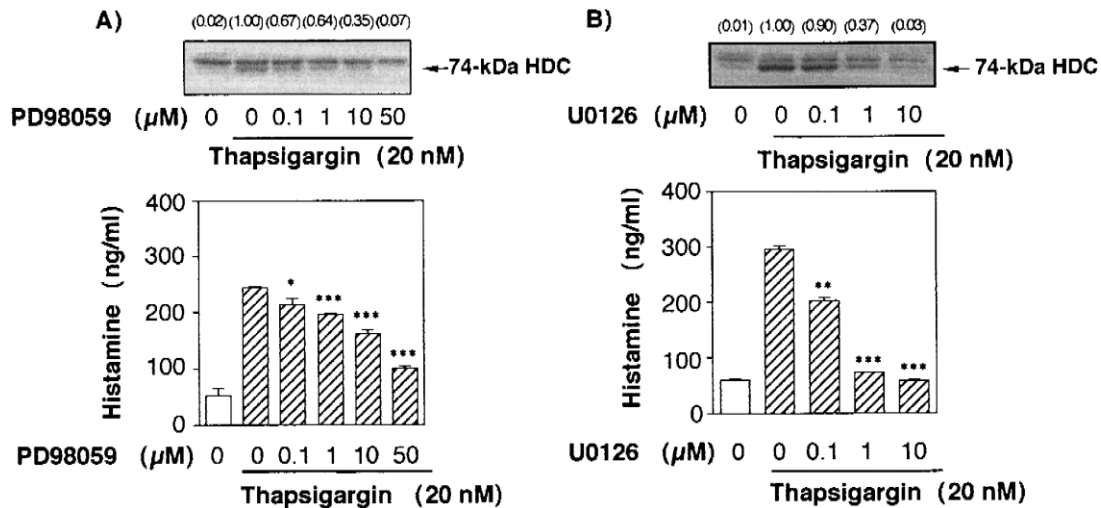 A)
(0.02) (1.00) (0.67) (0.64) (0.35) (0.07)
74-kDa HDC
PD98059 (μM) 0 0 0.1 1 10 50
Thapsigargin (20 nM)
Histamine (ng/ml)
400
300
200
100
0
*
***
***
***
PD98059 (μM) 0 0 0.1 1 10 50
Thapsigargin (20 nM)
B)
(0.01) (1.00) (0.90) (0.37) (0.03)
74-kDa HDC
U0126 (μM) 0 0 0.1 1 10
Thapsigargin (20 nM)
Histamine (ng/ml)
400
300
200
100
0
**
***
***
U0126 (μM) 0 0 0.1 1 10
Thapsigargin (20 nM)